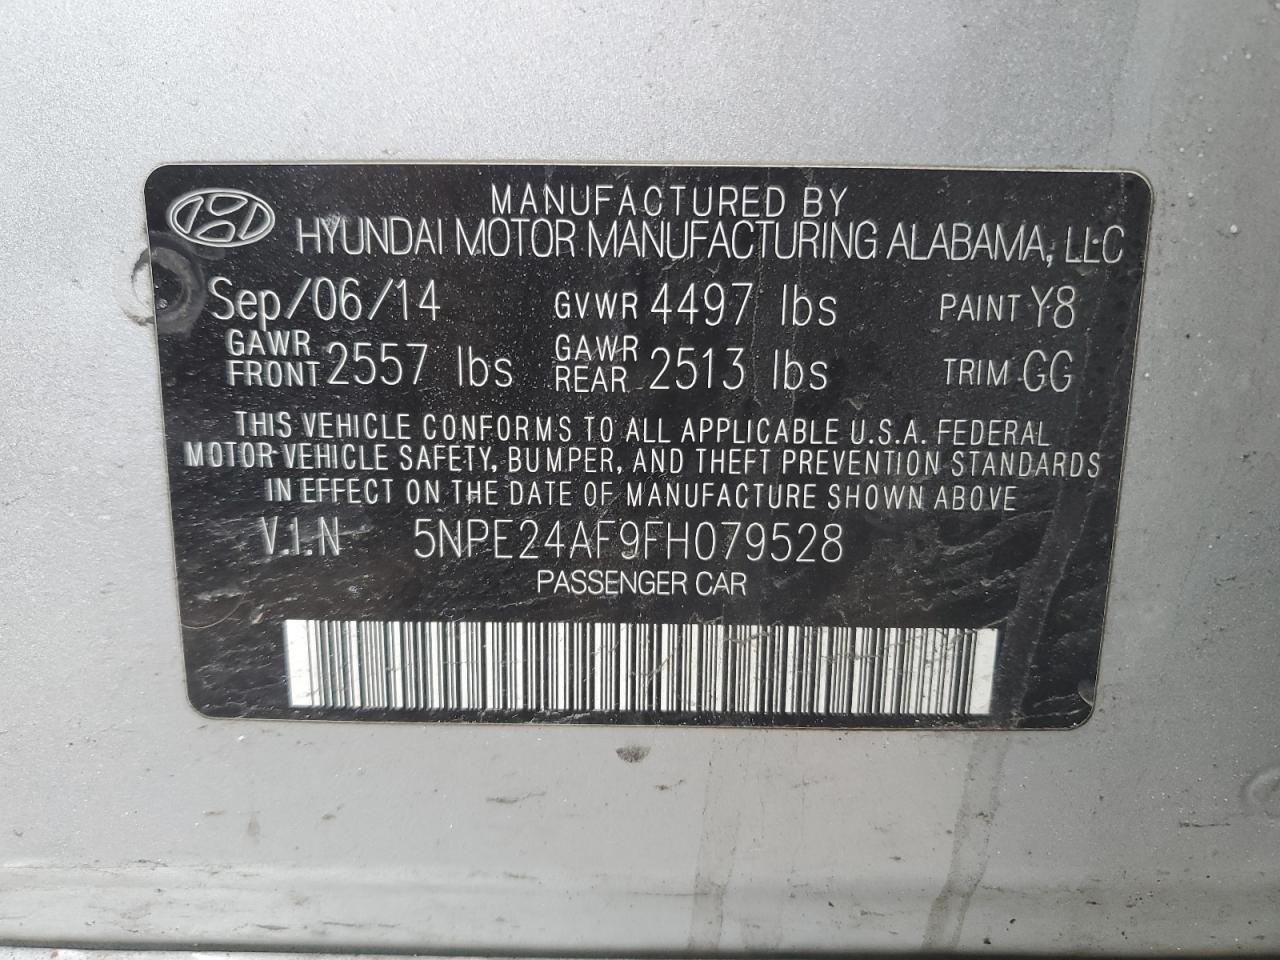 MANUFACTURED BY
HYUNDAI MOTOR MANUFACTURING ALABAMA, LLC
Sep/06/14 GVWR 4497 lbs PAINT Y8
GAWR FRONT 2557 lbs GAWR REAR 2513 lbs TRIM GG
THIS VEHICLE CONFORMS TO ALL APPLICABLE U.S.A. FEDERAL
MOTOR VEHICLE SAFETY, BUMPER, AND THEFT PREVENTION STANDARDS
IN EFFECT ON THE DATE OF MANUFACTURE SHOWN ABOVE
V.I.N 5NPE24AF9FH079528
PASSENGER CAR